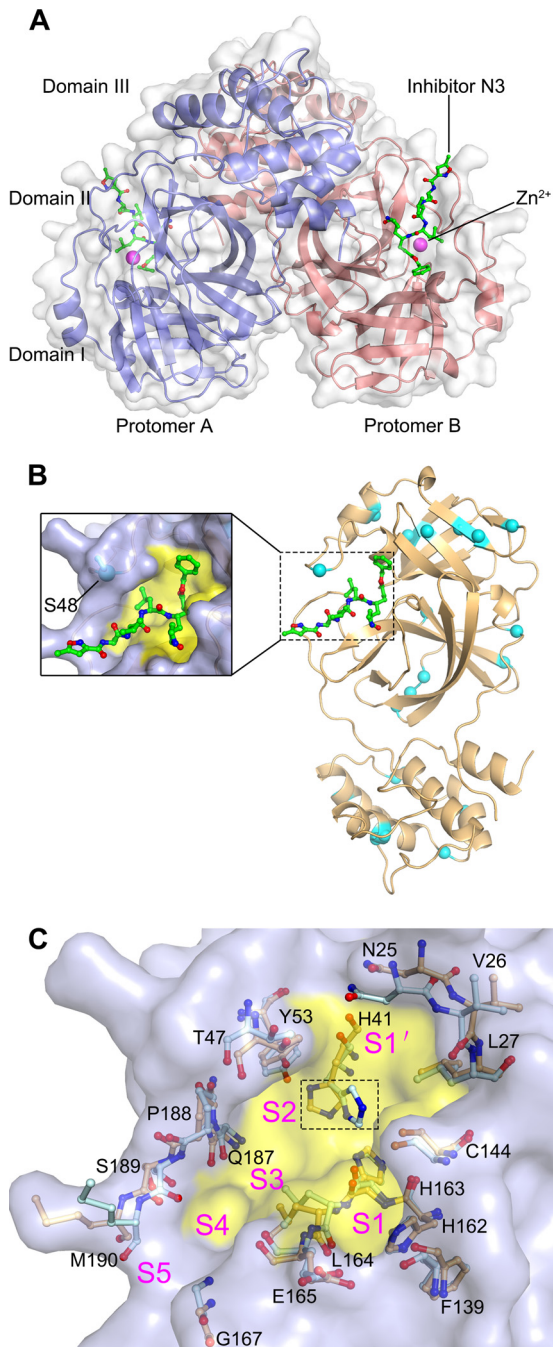 A
Domain III
Inhibitor N3
Domain II
Zn²⁺
Domain I
Protomer A
Protomer B
B
S48
C
N25
V26
Y53
H41
T47
S1′
L27
S2
P188
Q187
C144
S189
S3
H163
S4
S1
H162
L164
M190
S5
E165
F139
G167